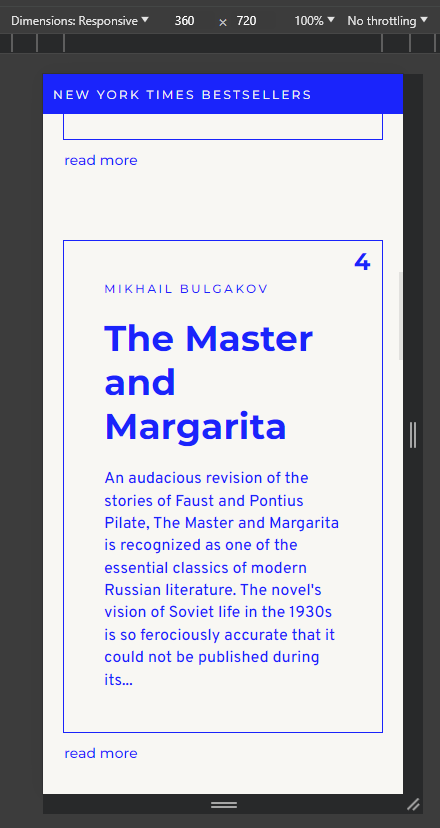 Dimensions: Responsive 360 × 720 100% No throttling
NEW YORK TIMES BESTSELLERS
read more
4
MIKHAIL BULGAKOV
The Master
and
Margarita
An audacious revision of the
stories of Faust and Pontius
Pilate, The Master and Margarita
is recognized as one of the
essential classics of modern
Russian literature. The novel's
vision of Soviet life in the 1930s
is so ferociously accurate that it
could not be published during
its...
read more